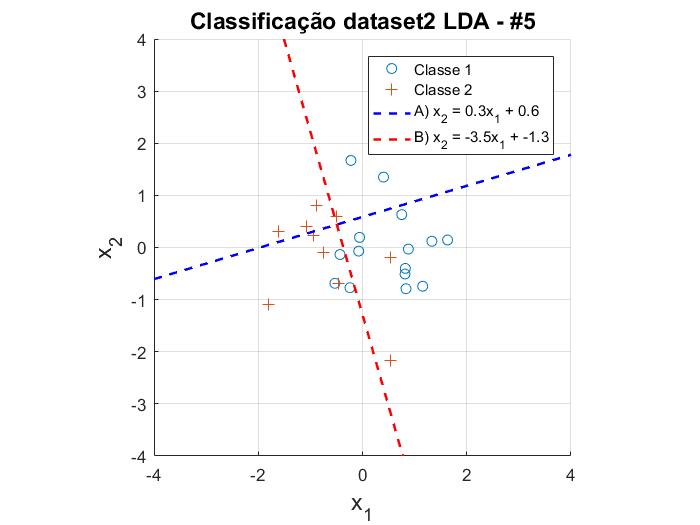 Classificação dataset2 LDA - #5
4
3
2
1
0
-1
-2
-3
-4
-4 -2 0 2 4
x2
x1
Classe 1
Classe 2
A) x2 = 0.3x1 + 0.6
B) x2 = -3.5x1 + -1.3